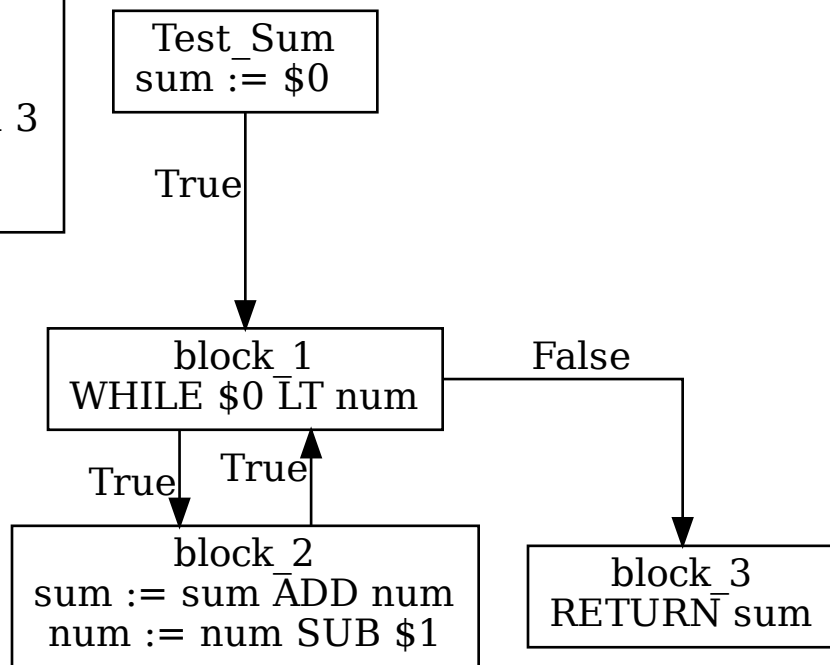 Test_Sum
sum := $0
3
True
block_1
WHILE $0 LT num
False
True
True
block_2
sum := sum ADD num
num := num SUB $1
block_3
RETURN sum